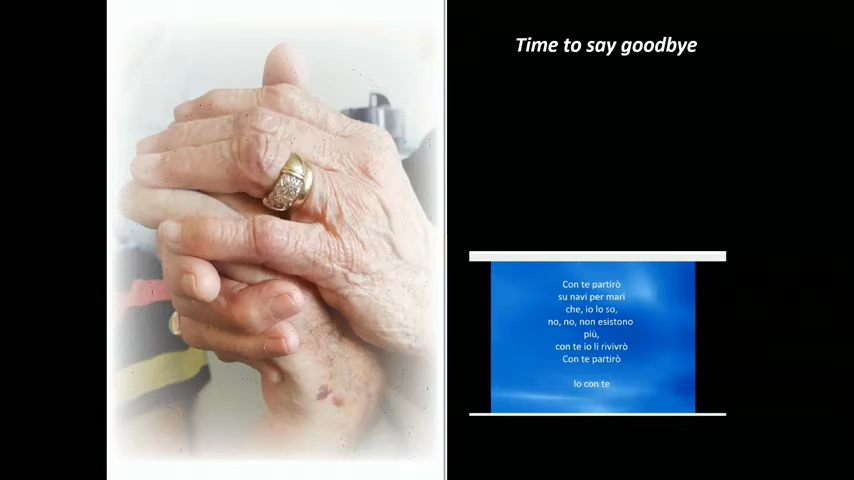 Time to say goodbye
Con te partirò
su navi per mari
che, io lo so,
no, no, non esistono
più,
con te io li rivivrò
Con te partirò
Io con te